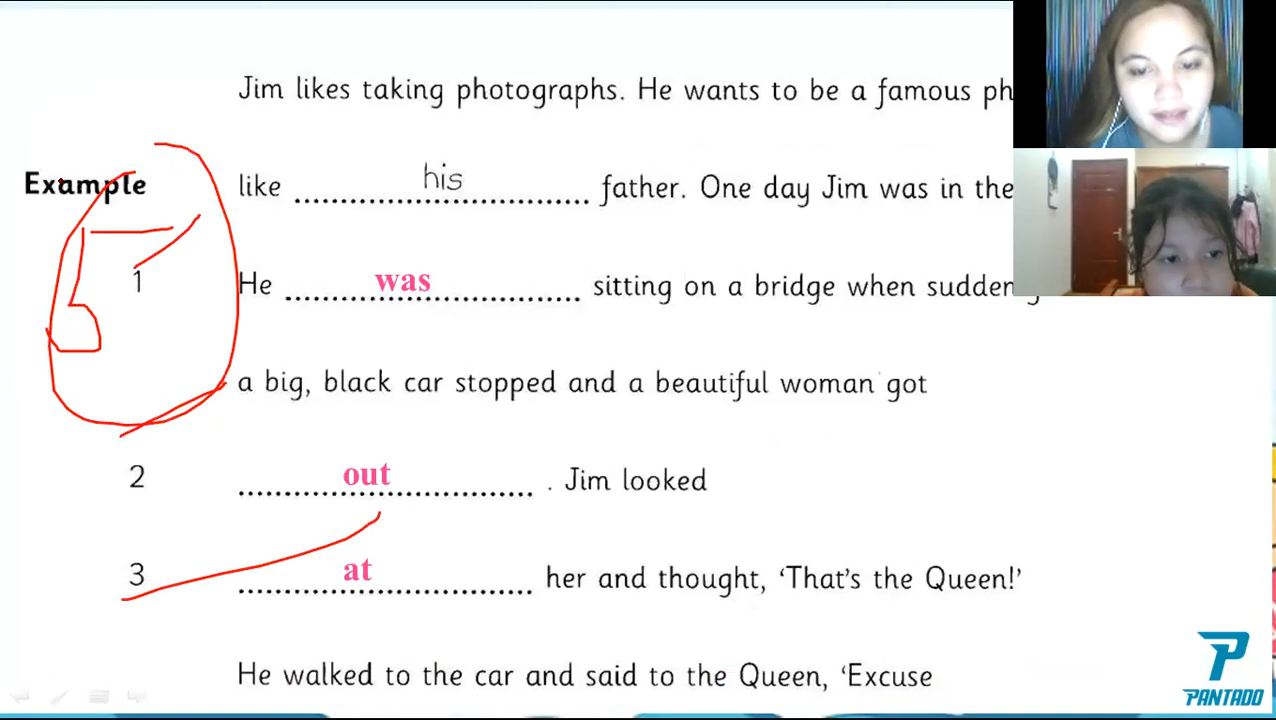 Jim likes taking photographs. He wants to be a famous ph
Example like his father. One day Jim was in the
1 He was sitting on a bridge when sudden
a big, black car stopped and a beautiful woman got
2 out . Jim looked
3 at her and thought, ‘That’s the Queen!’
He walked to the car and said to the Queen, ‘Excuse
PANTADO